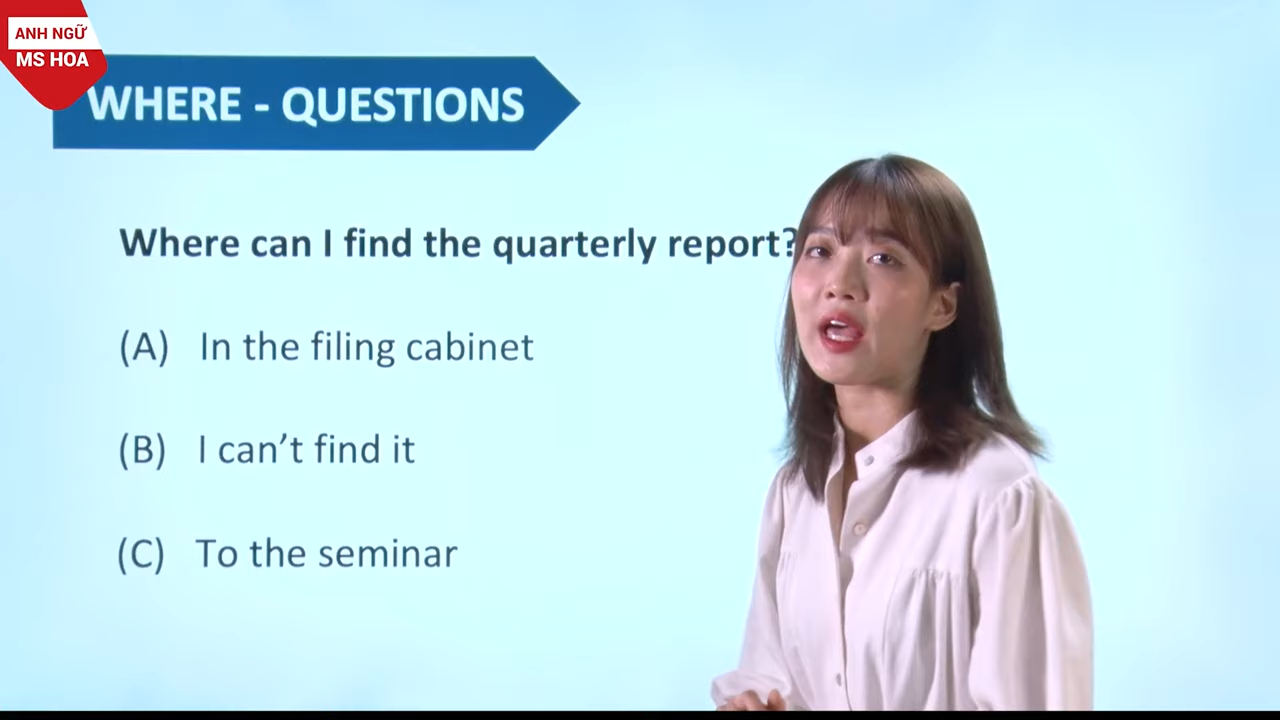 ANH NGỮ
MS HOA
WHERE - QUESTIONS
Where can I find the quarterly report?
(A) In the filing cabinet
(B) I can’t find it
(C) To the seminar